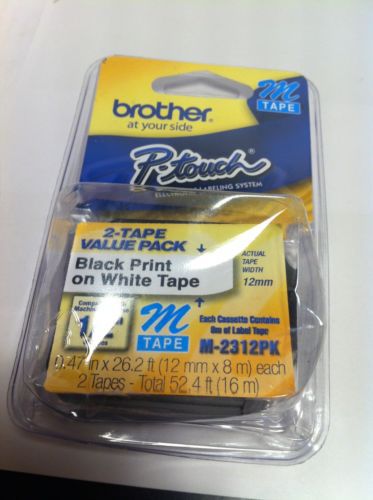 M
TAPE
brother®
at your side
P-touch®
LABELING SYSTEM
2-TAPE
VALUE PACK
Black Print
on White Tape
ACTUAL
TAPE
WIDTH
12mm
M
TAPE
Each Cassette Contains
8m of Label Tape
M-2312PK
0.47 in x 26.2 ft (12 mm x 8 m) each
2 Tapes - Total 52.4 ft (16 m)